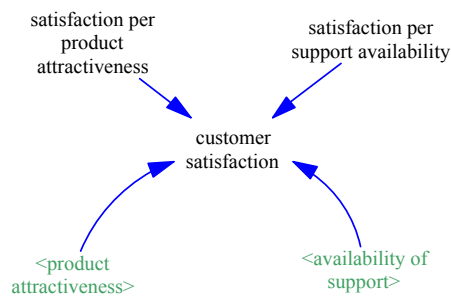 satisfaction per
product
attractiveness
satisfaction per
support availability
customer
satisfaction
<product
attractiveness>
<availability of
support>